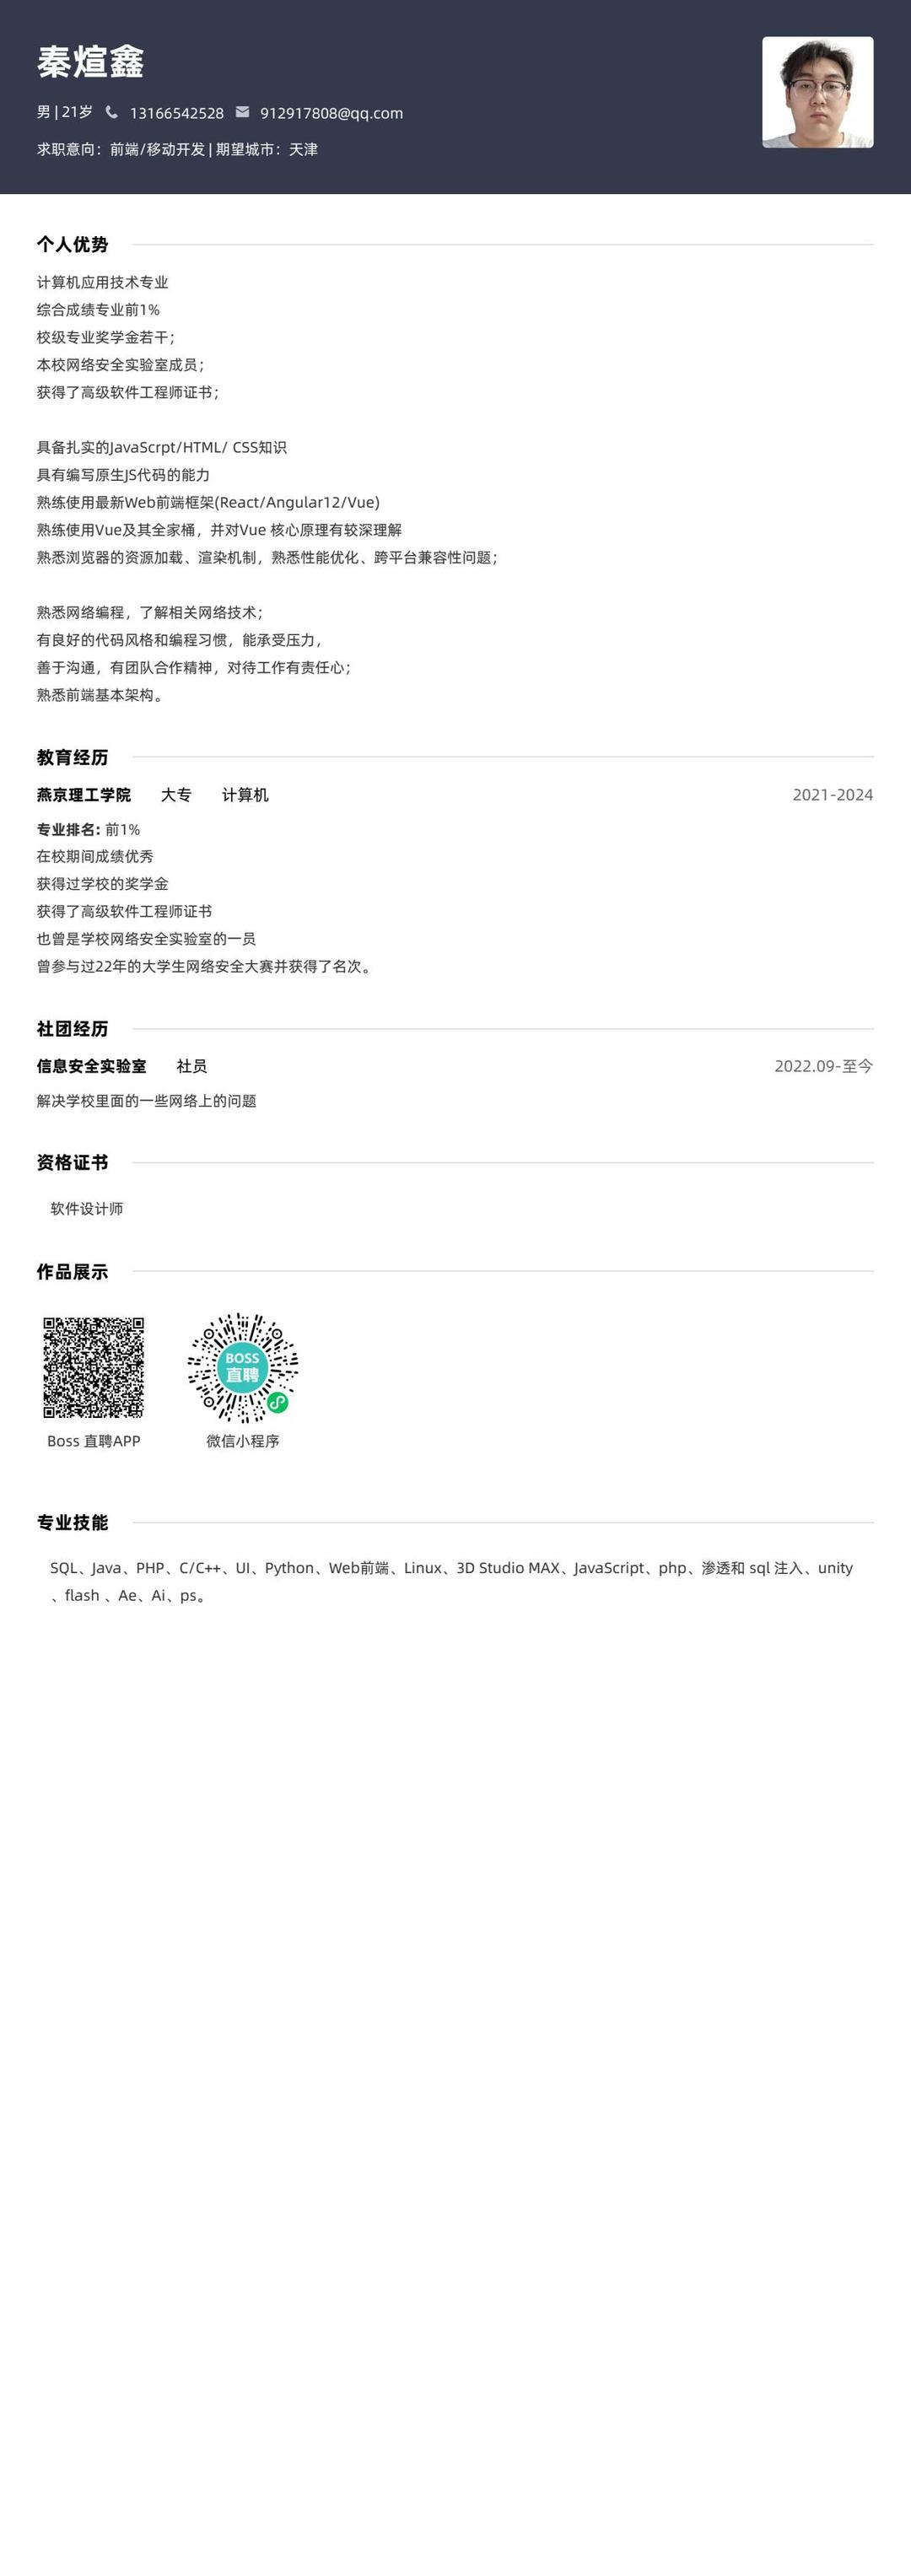 秦煊鑫
男 | 21岁 13166542528 912917808@qq.com
求职意向：前端/移动开发 | 期望城市：天津
个人优势
计算机应用技术专业
综合成绩专业前1%
校级专业奖学金若干；
本校网络安全实验室成员；
获得了高级软件工程师证书；
具备扎实的JavaScrpt/HTML/ CSS知识
具有编写原生JS代码的能力
熟练使用最新Web前端框架(React/Angular12/Vue)
熟练使用Vue及其全家桶，并对Vue 核心原理有较深理解
熟悉浏览器的资源加载、渲染机制，熟悉性能优化、跨平台兼容性问题；
熟悉网络编程，了解相关网络技术；
有良好的代码风格和编程习惯，能承受压力，
善于沟通，有团队合作精神，对待工作有责任心；
熟悉前端基本架构。
教育经历
燕京理工学院 大专 计算机 2021-2024
专业排名: 前1%
在校期间成绩优秀
获得过学校的奖学金
获得了高级软件工程师证书
也曾是学校网络安全实验室的一员
曾参与过22年的大学生网络安全大赛并获得了名次。
社团经历
信息安全实验室 社员 2022.09-至今
解决学校里面的一些网络上的问题
资格证书
软件设计师
作品展示
BOSS
直聘
Boss 直聘APP 微信小程序
专业技能
SQL、Java、PHP、C/C++、UI、Python、Web前端、Linux、3D Studio MAX、JavaScript、php、渗透和 sql 注入、unity
、flash 、Ae、Ai、ps。